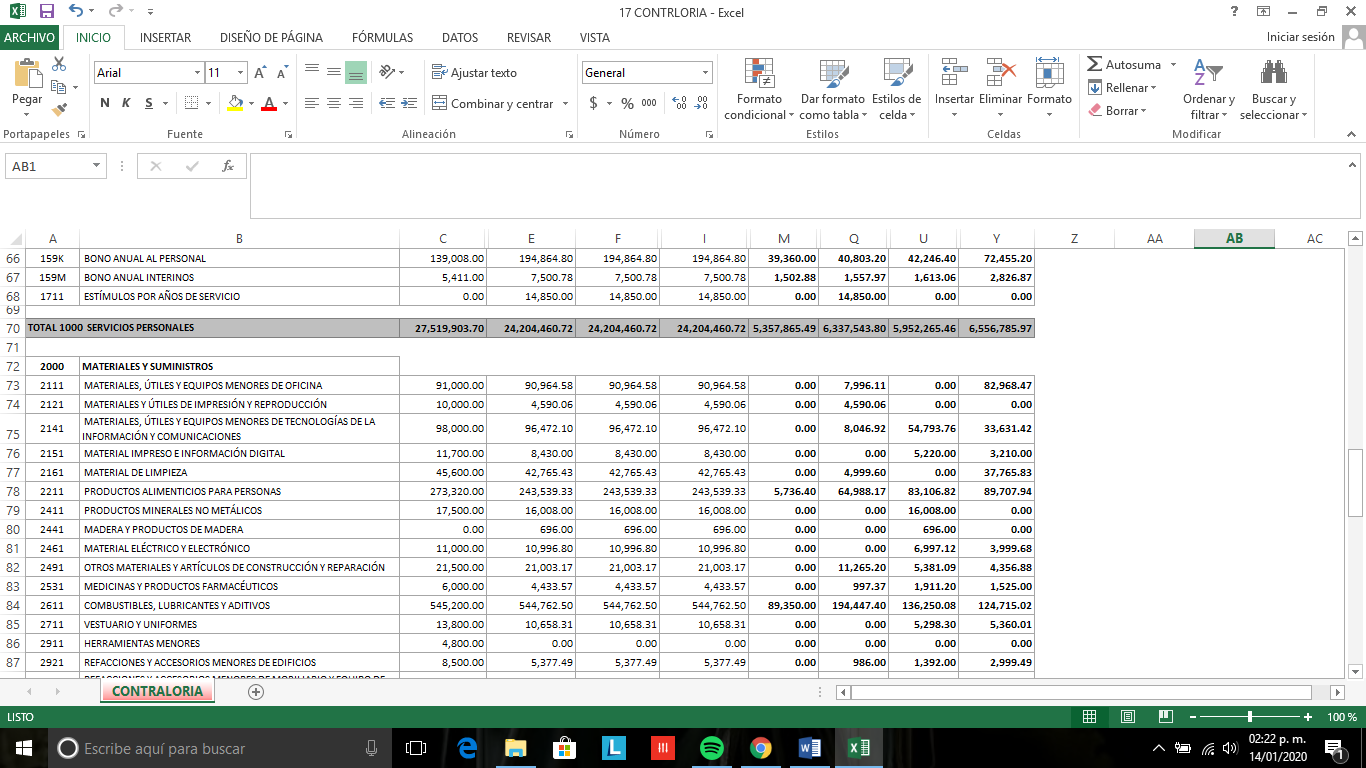 17 CONTRLORIA - Excel
ARCHIVO INICIO INSERTAR DISEÑO DE PÁGINA FÓRMULAS DATOS REVISAR VISTA Iniciar sesión
Arial 11 Ajustar texto General Autosuma
Rellenar
Pegar N K S Combinar y centrar $ % 000 Formato condicional Dar formato como tabla Estilos de celda Insertar Eliminar Formato Borrar Ordenar y filtrar Buscar y seleccionar
Portapapeles Fuente Alineación Número Estilos Celdas Modificar
AB1 fx
A B C E F I M Q U Y Z AA AB AC
66 159K BONO ANUAL AL PERSONAL 139,008.00 194,864.80 194,864.80 194,864.80 39,360.00 40,803.20 42,246.40 72,455.20
67 159M BONO ANUAL INTERINOS 5,411.00 7,500.78 7,500.78 7,500.78 1,502.88 1,557.97 1,613.06 2,826.87
68 1711 ESTÍMULOS POR AÑOS DE SERVICIO 0.00 14,850.00 14,850.00 14,850.00 0.00 14,850.00 0.00 0.00
69
70 TOTAL 1000 SERVICIOS PERSONALES 27,519,903.70 24,204,460.72 24,204,460.72 24,204,460.72 5,357,865.49 6,337,543.80 5,952,265.46 6,556,785.97
71
72 2000 MATERIALES Y SUMINISTROS
73 2111 MATERIALES, ÚTILES Y EQUIPOS MENORES DE OFICINA 91,000.00 90,964.58 90,964.58 90,964.58 0.00 7,996.11 0.00 82,968.47
74 2121 MATERIALES Y ÚTILES DE IMPRESIÓN Y REPRODUCCIÓN 10,000.00 4,590.06 4,590.06 4,590.06 0.00 4,590.06 0.00 0.00
75 2141 MATERIALES, ÚTILES Y EQUIPOS MENORES DE TECNOLOGÍAS DE LA
INFORMACIÓN Y COMUNICACIONES 98,000.00 96,472.10 96,472.10 96,472.10 0.00 8,046.92 54,793.76 33,631.42
76 2151 MATERIAL IMPRESO E INFORMACIÓN DIGITAL 11,700.00 8,430.00 8,430.00 8,430.00 0.00 0.00 5,220.00 3,210.00
77 2161 MATERIAL DE LIMPIEZA 45,600.00 42,765.43 42,765.43 42,765.43 0.00 4,999.60 0.00 37,765.83
78 2211 PRODUCTOS ALIMENTICIOS PARA PERSONAS 273,320.00 243,539.33 243,539.33 243,539.33 5,736.40 64,988.17 83,106.82 89,707.94
79 2411 PRODUCTOS MINERALES NO METÁLICOS 17,500.00 16,008.00 16,008.00 16,008.00 0.00 0.00 16,008.00 0.00
80 2441 MADERA Y PRODUCTOS DE MADERA 0.00 696.00 696.00 696.00 0.00 0.00 696.00 0.00
81 2461 MATERIAL ELÉCTRICO Y ELECTRÓNICO 11,000.00 10,996.80 10,996.80 10,996.80 0.00 0.00 6,997.12 3,999.68
82 2491 OTROS MATERIALES Y ARTÍCULOS DE CONSTRUCCIÓN Y REPARACIÓN 21,500.00 21,003.17 21,003.17 21,003.17 0.00 11,265.20 5,381.09 4,356.88
83 2531 MEDICINAS Y PRODUCTOS FARMACÉUTICOS 6,000.00 4,433.57 4,433.57 4,433.57 0.00 997.37 1,911.20 1,525.00
84 2611 COMBUSTIBLES, LUBRICANTES Y ADITIVOS 545,200.00 544,762.50 544,762.50 544,762.50 89,350.00 194,447.40 136,250.08 124,715.02
85 2711 VESTUARIO Y UNIFORMES 13,800.00 10,658.31 10,658.31 10,658.31 0.00 0.00 5,298.30 5,360.01
86 2911 HERRAMIENTAS MENORES 4,800.00 0.00 0.00 0.00 0.00 0.00 0.00 0.00
87 2921 REFACCIONES Y ACCESORIOS MENORES DE EDIFICIOS 8,500.00 5,377.49 5,377.49 5,377.49 0.00 986.00 1,392.00 2,999.49
REFACCIONES Y ACCESORIOS MENORES DE MOBILIARIO Y EQUIPO DE
CONTRALORIA
LISTO 100 %
Escribe aquí para buscar 02:22 p. m.
14/01/2020